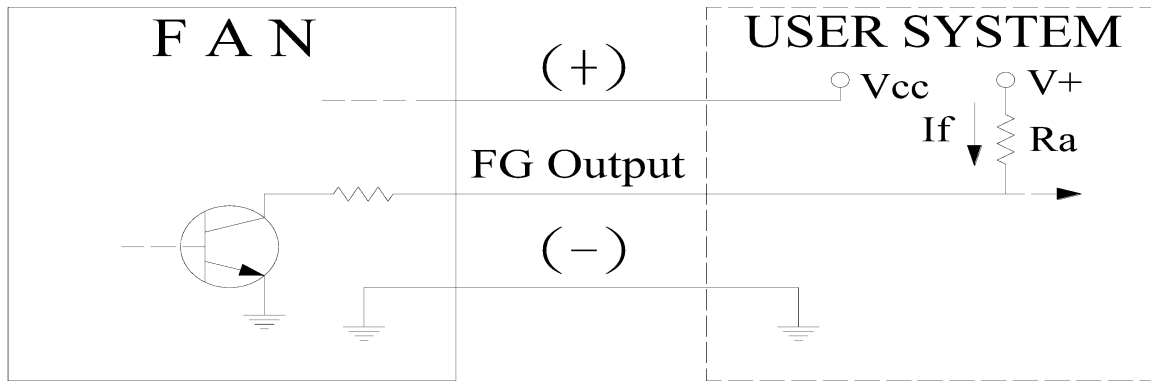 F A N
USER SYSTEM
(+)
Vcc
V+
If
Ra
FG Output
(−)